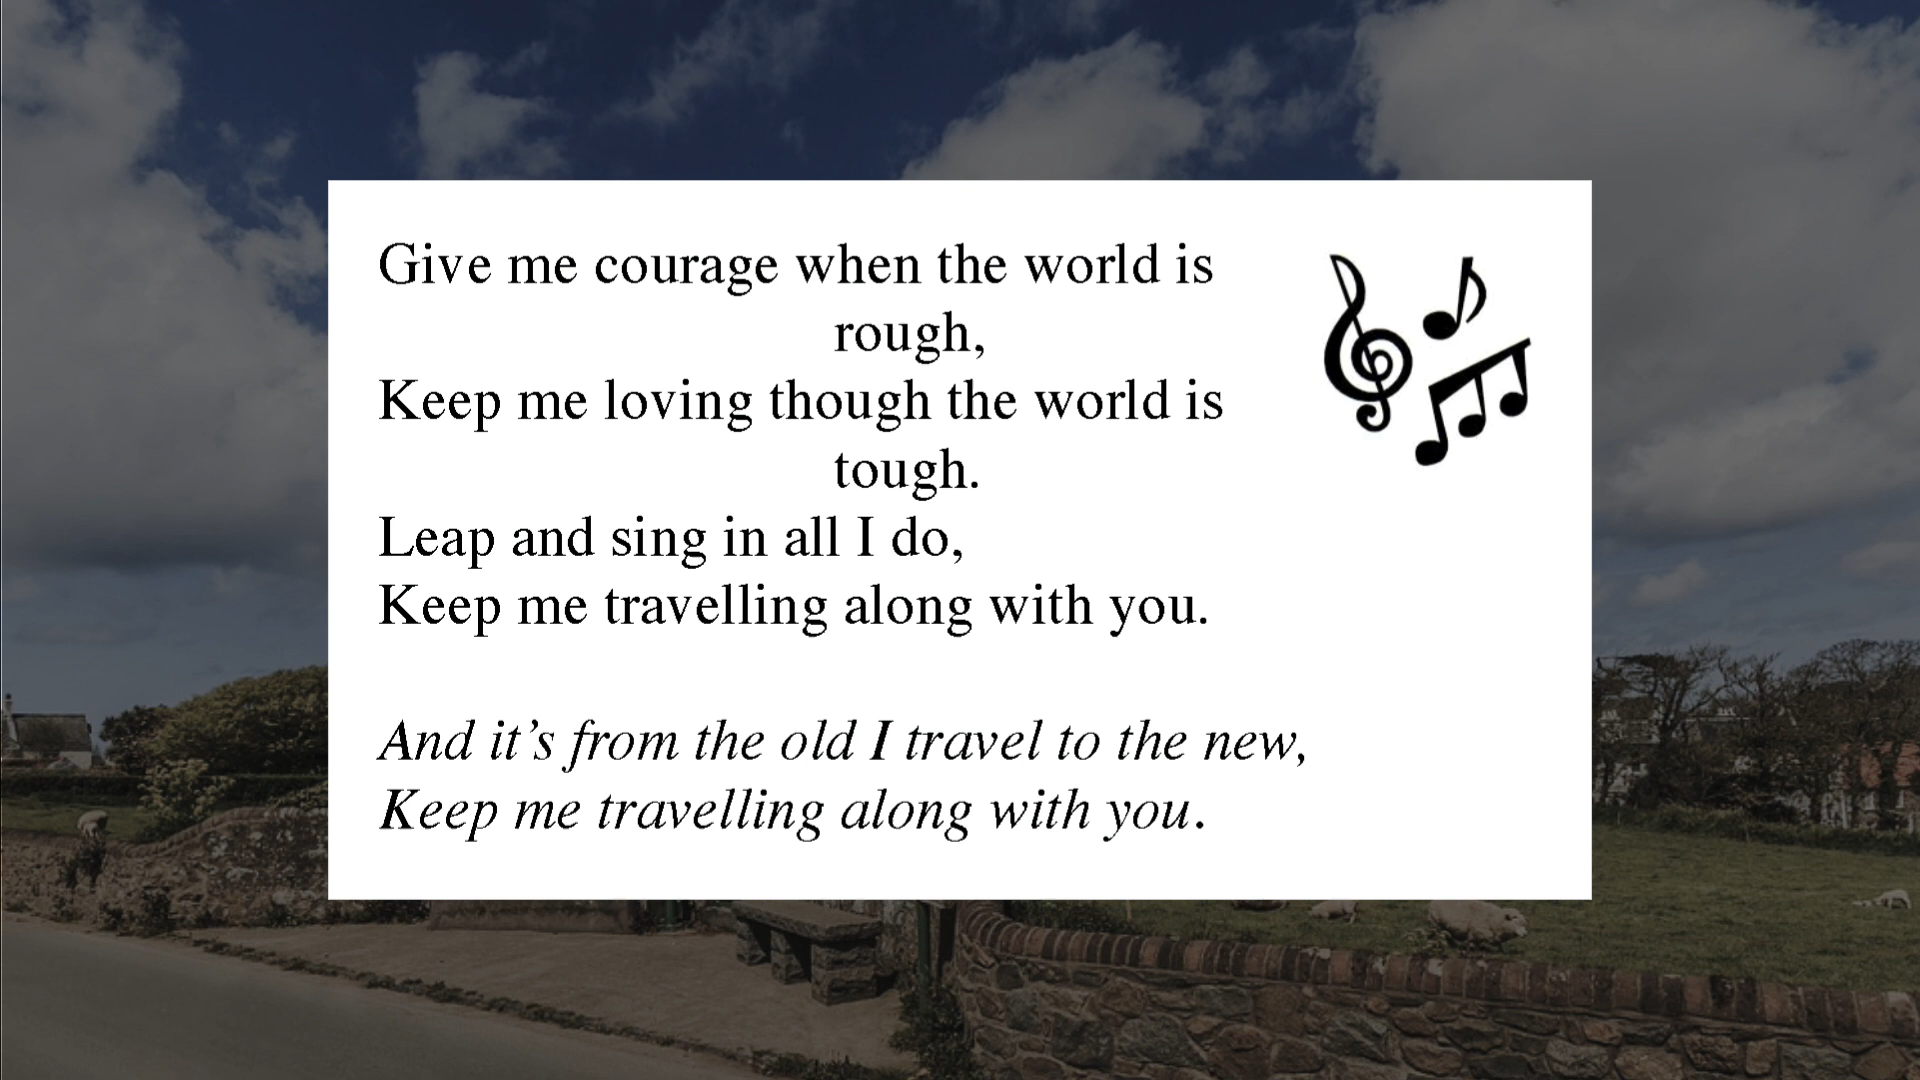 Give me courage when the world is
rough,
Keep me loving though the world is
tough.
Leap and sing in all I do,
Keep me travelling along with you.
And it’s from the old I travel to the new,
Keep me travelling along with you.